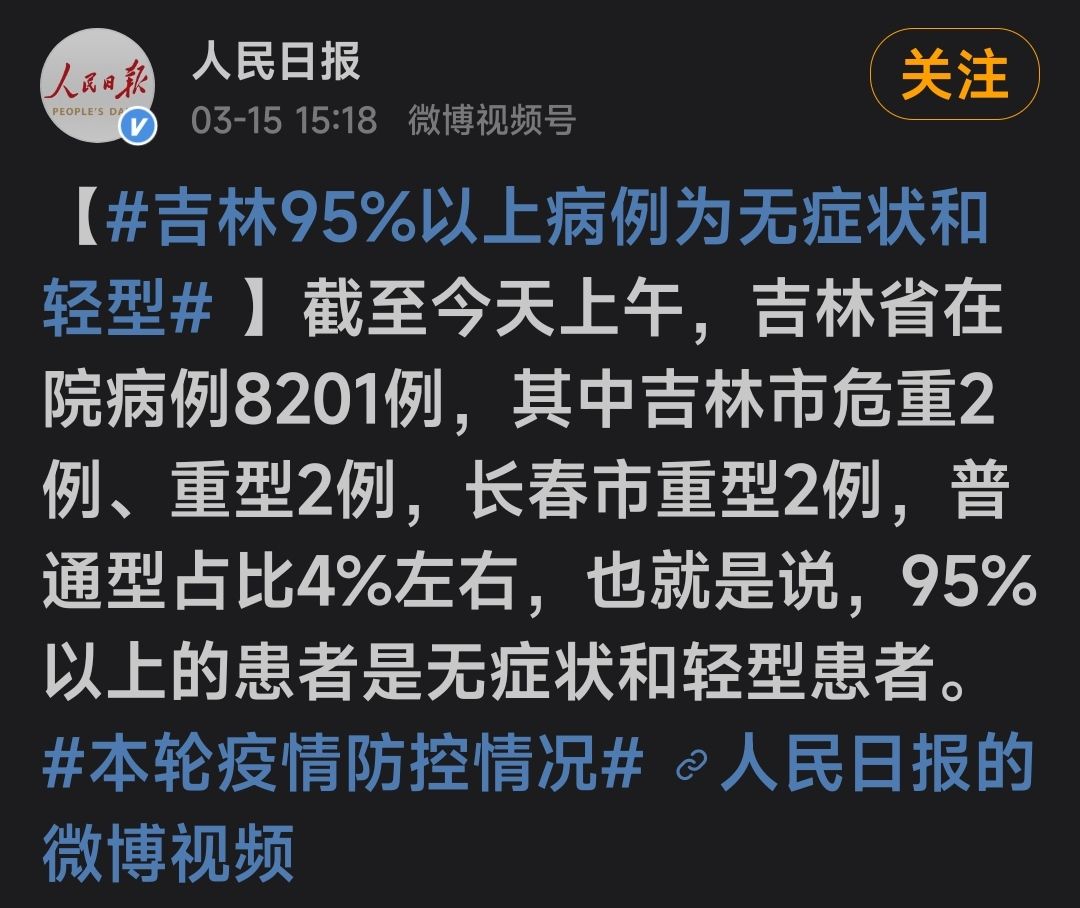 人民日报
人民日報
PEOPLE'S DA
03-15 15:18 微博视频号
关注
【#吉林95%以上病例为无症状和
轻型# 】截至今天上午，吉林省在
院病例8201例，其中吉林市危重2
例、重型2例，长春市重型2例，普
通型占比4%左右，也就是说，95%
以上的患者是无症状和轻型患者。
#本轮疫情防控情况# 人民日报的
微博视频